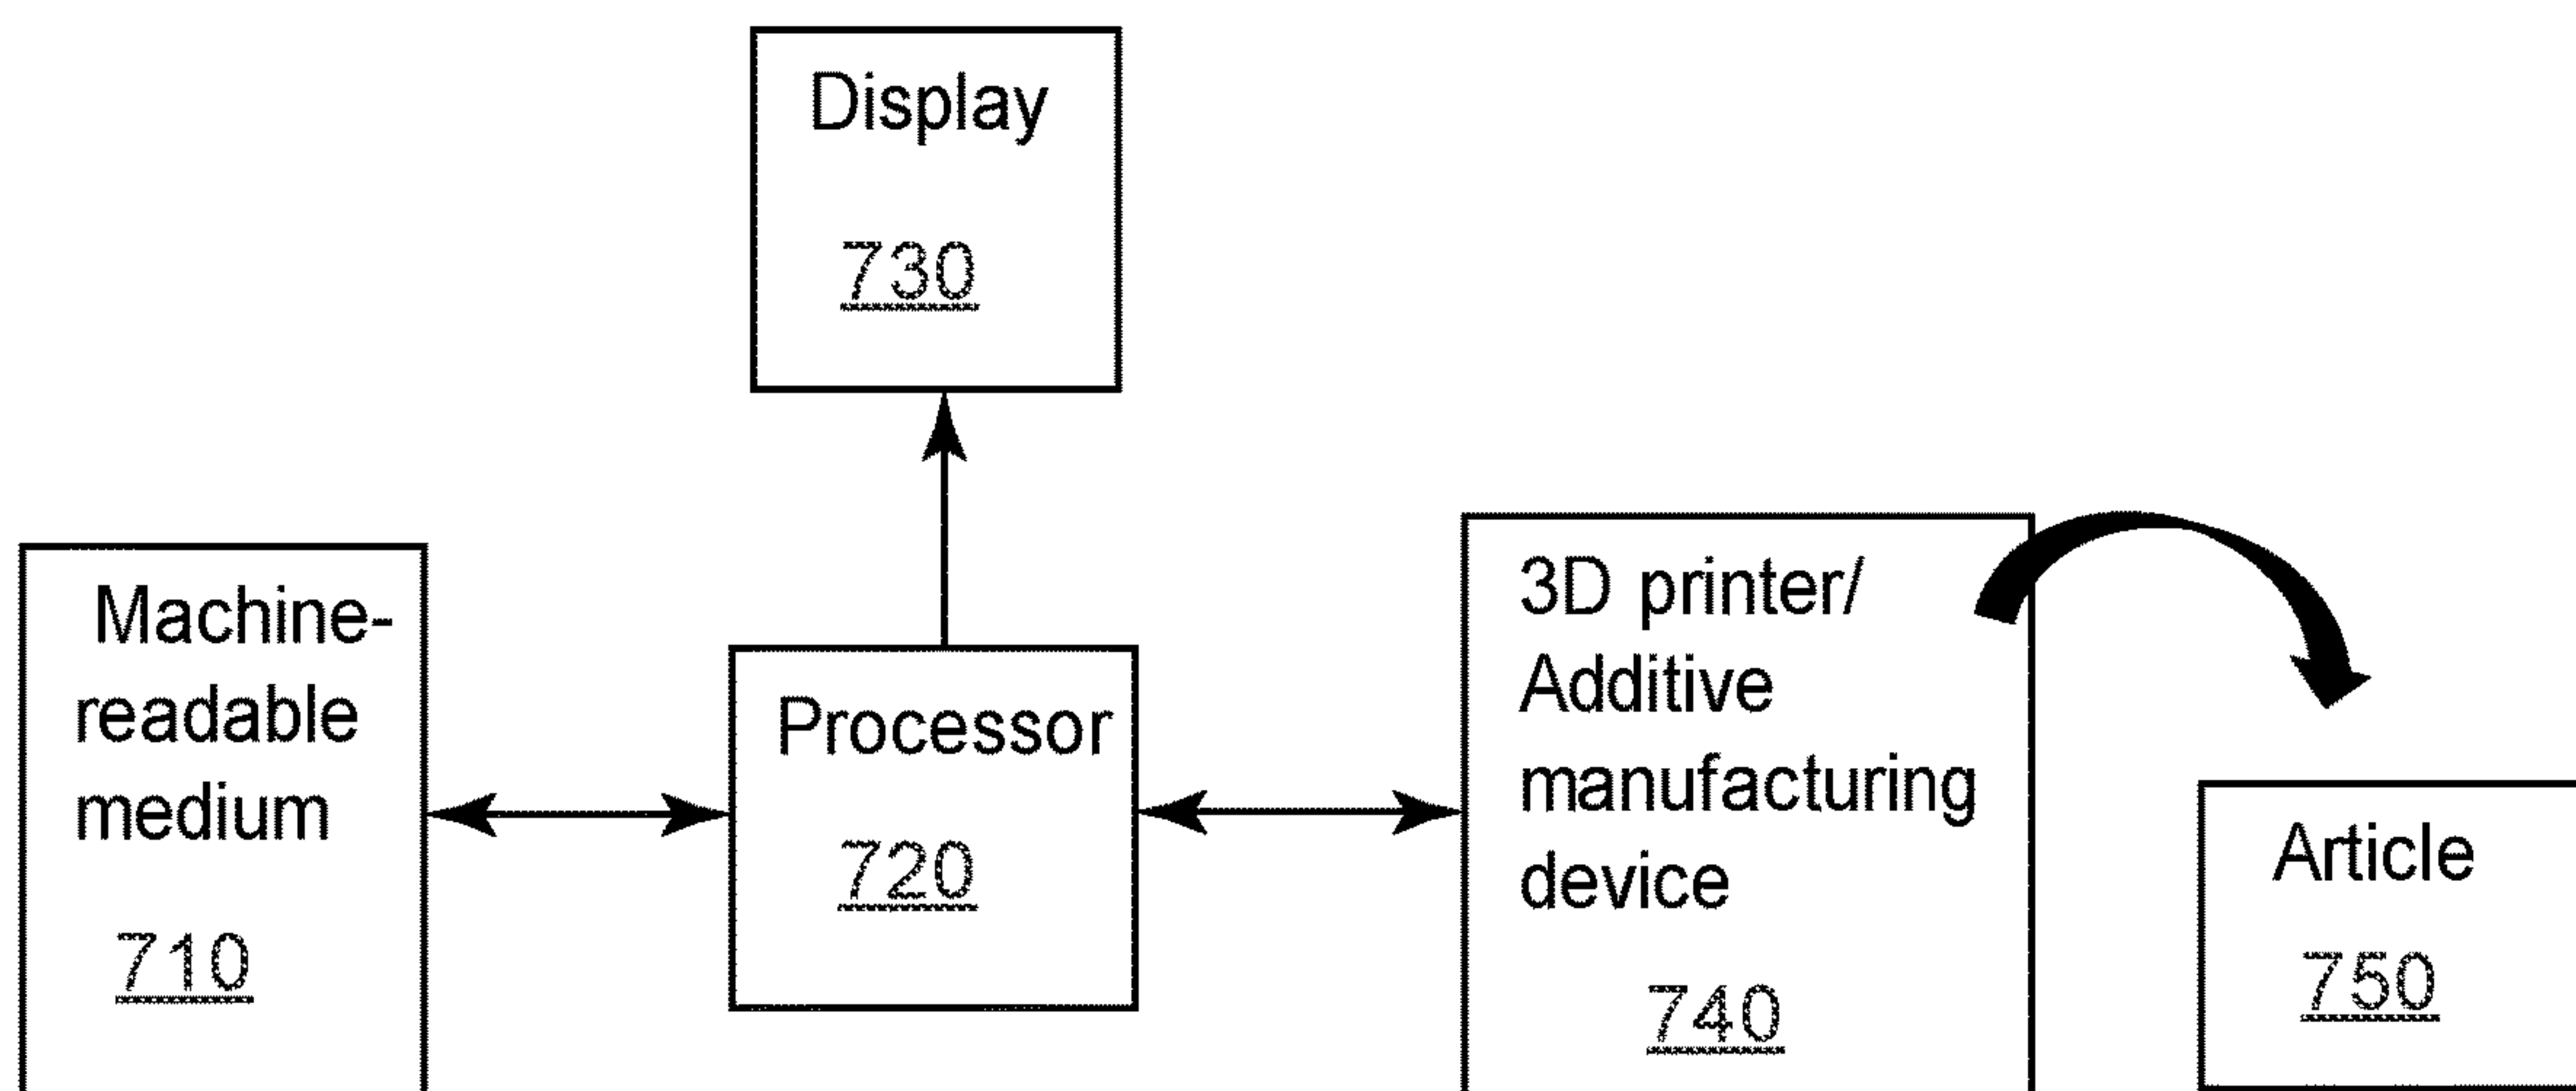 Display
730
Machine-
readable
medium
710
Processor
720
3D printer/
Additive
manufacturing
device
740
Article
750